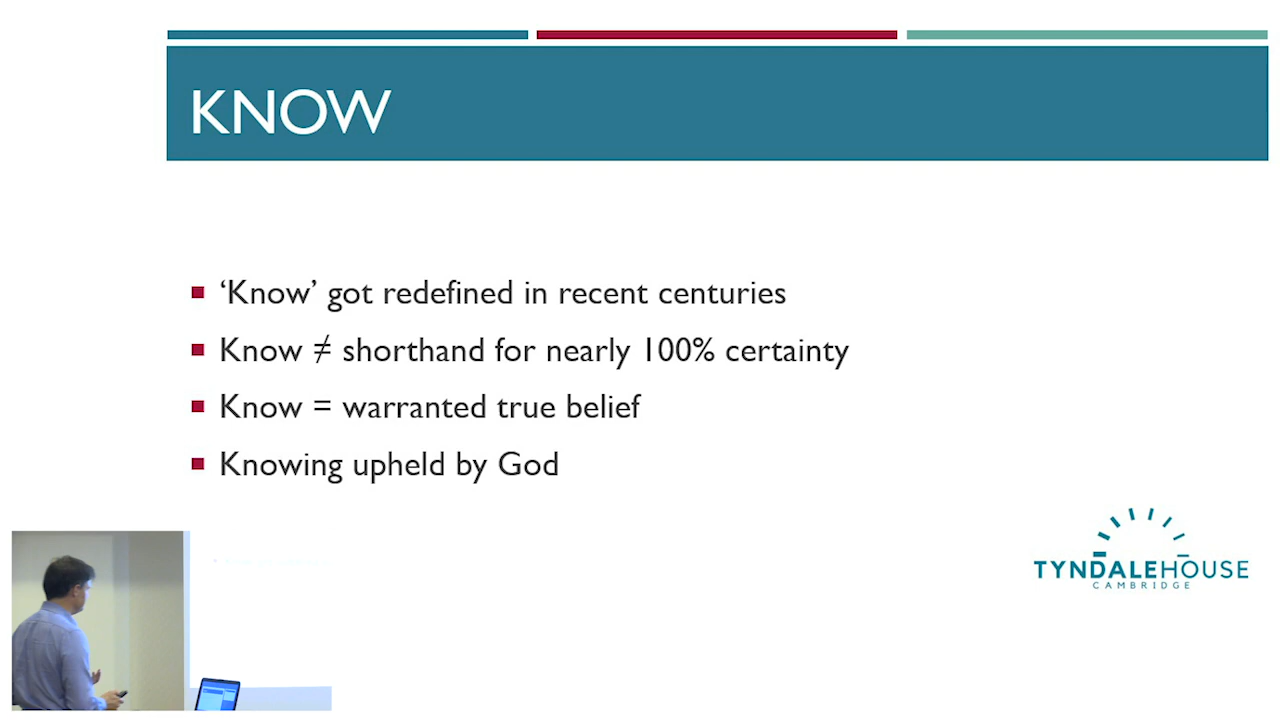 KNOW
‘Know’ got redefined in recent centuries
Know ≠ shorthand for nearly 100% certainty
Know = warranted true belief
Knowing upheld by God
TYNDALEHOUSE
CAMBRIDGE